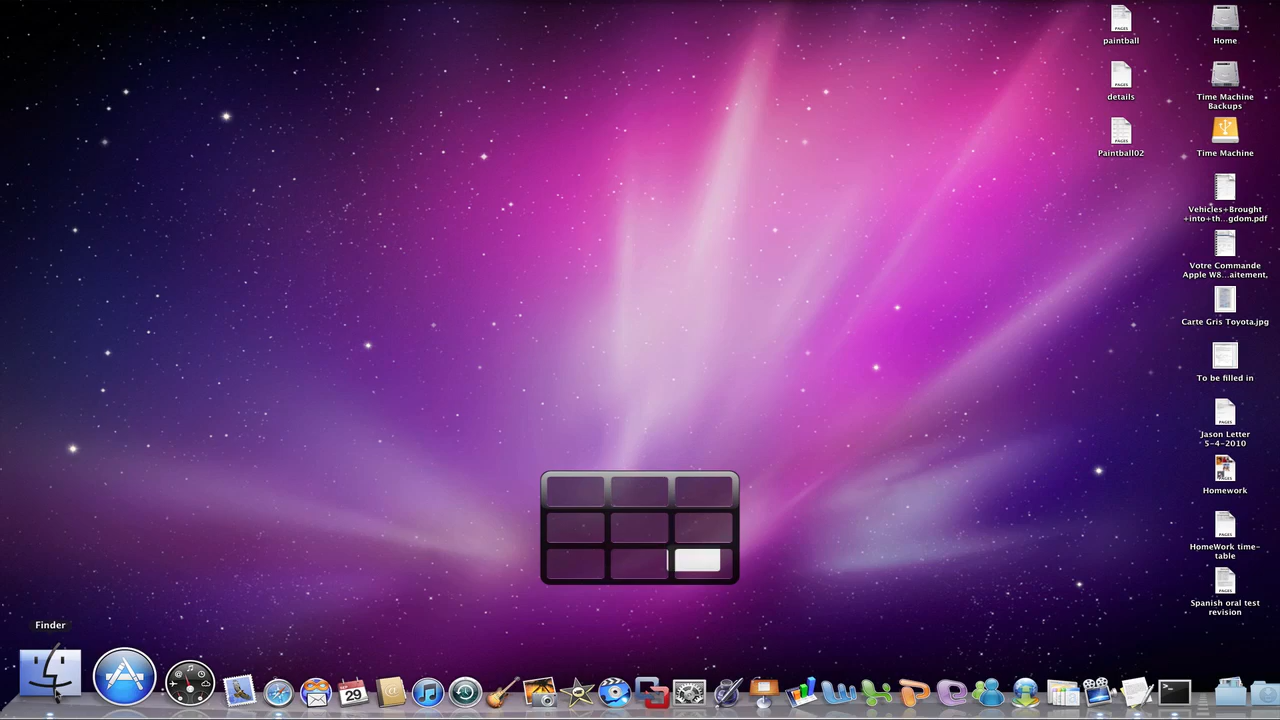 paintball
Home
details
Time Machine
Backups
Paintball02
Time Machine
Vehicles+Brought
+into+th...gdom.pdf
Votre Commande
Apple W8...aitement,
Carte Gris Toyota.jpg
To be filled in
Jason Letter
5-4-2010
Homework
HomeWork time-
table
Spanish oral test
revision
Finder
29